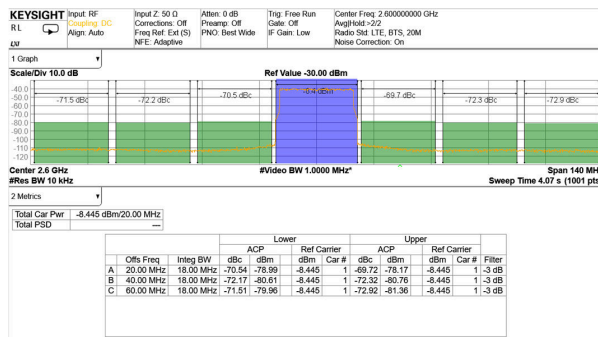 KEYSIGHT Input: RF Input Z: 50 Ω Atten: 0 dB Trig: Free Run Center Freq: 2.600000000 GHz
R L Coupling: DC Corrections: Off Preamp: Off Gate: Off Avg|Hold:>2/2
Align: Auto Freq Ref: Ext (S) PNO: Best Wide IF Gain: Low Radio Std: LTE, BTS, 20M
LXI NFE: Adaptive Noise Correction: On
1 Graph
Scale/Div 10.0 dB Ref Value -30.00 dBm
-40.0
-50.0
-60.0
-70.0
-80.0
-90.0
-100
-110
-120
-71.5 dBc -72.2 dBc -70.5 dBc -8.4 dBm -69.7 dBc -72.3 dBc -72.9 dBc
Center 2.6 GHz #Video BW 1.0000 MHz* Span 140 MH
#Res BW 10 kHz Sweep Time 4.07 s (1001 pts
2 Metrics
Total Car Pwr -8.445 dBm/20.00 MHz
Total PSD ---
Lower Upper
ACP Ref Carrier ACP Ref Carrier
Offs Freq Integ BW dBc dBm dBm Car # dBc dBm dBm Car # Filter
A 20.00 MHz 18.00 MHz -70.54 -78.99 -8.445 1 -69.72 -78.17 -8.445 1 -3 dB
B 40.00 MHz 18.00 MHz -72.17 -80.61 -8.445 1 -72.32 -80.76 -8.445 1 -3 dB
C 60.00 MHz 18.00 MHz -71.51 -79.96 -8.445 1 -72.92 -81.36 -8.445 1 -3 dB